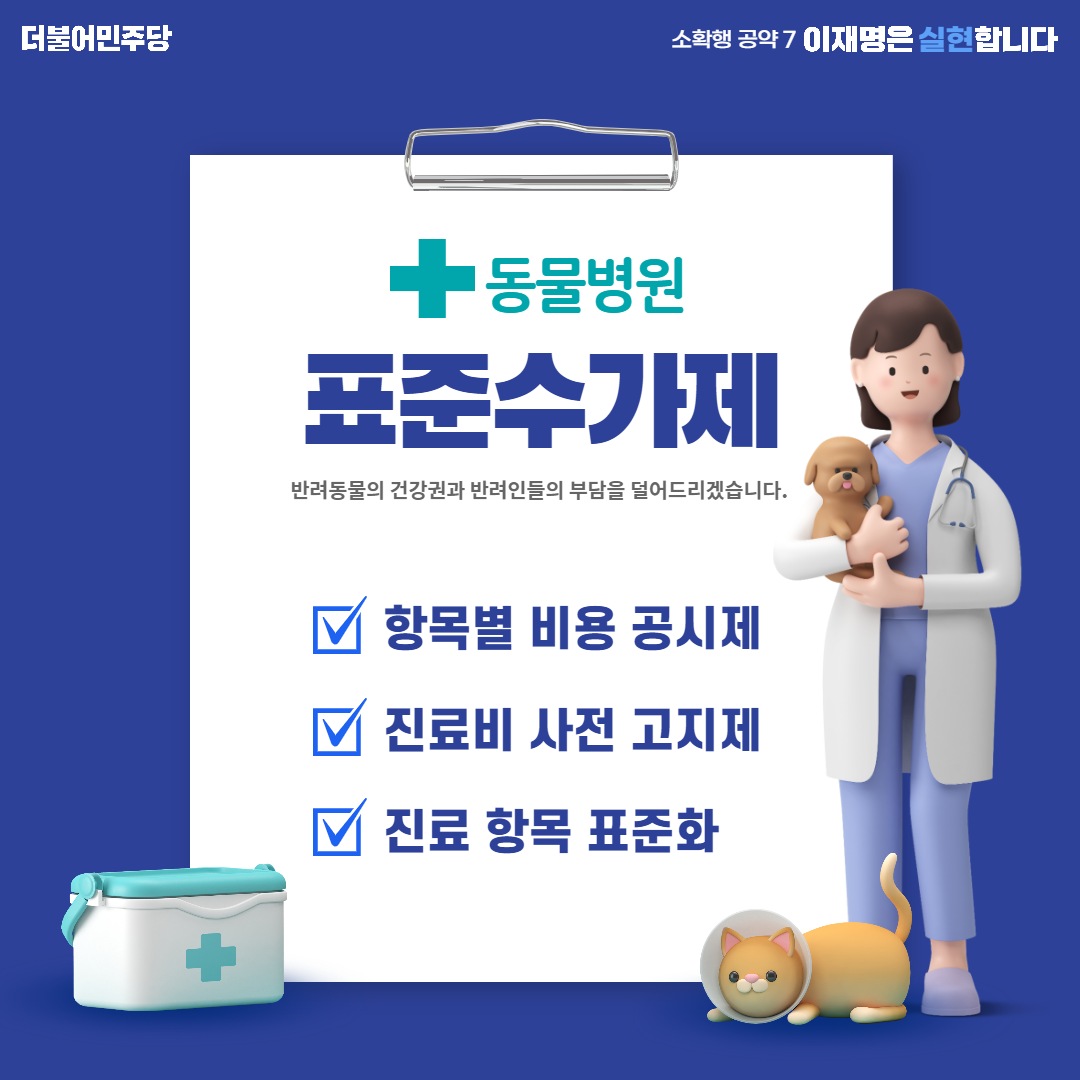 더불어민주당
소확행 공약 7 이재명은 실현합니다
동물병원
표준수가제
반려동물의 건강권과 반려인들의 부담을 덜어드리겠습니다.
항목별 비용 공시제
진료비 사전 고지제
진료 항목 표준화